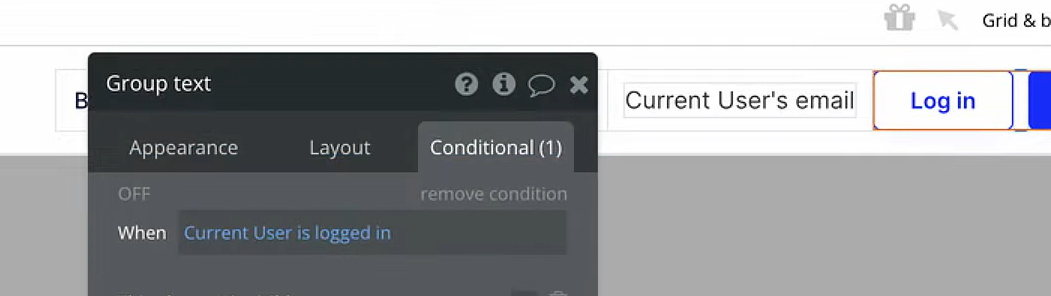 Grid & b
Group text
B
Current User's email
Log in
Appearance
Layout
Conditional (1)
OFF
remove condition
When
Current User is logged in